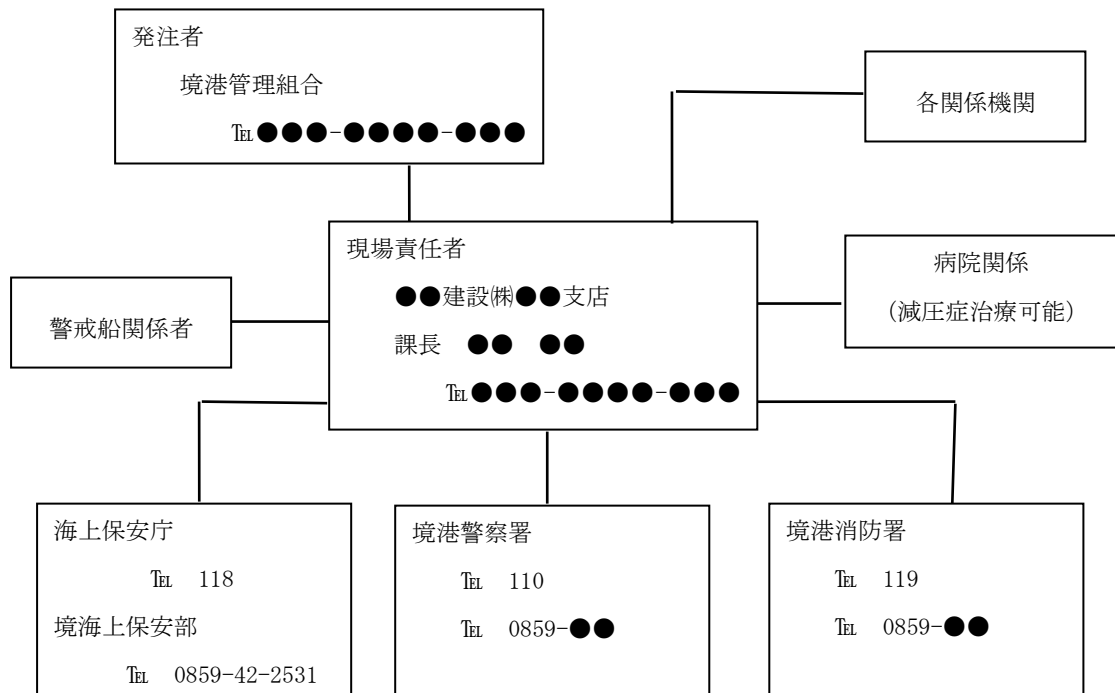 発注者
境港管理組合
℡●●●-●●●●-●●●
各関係機関
現場責任者
●●建設㈱●●支店
課長　●●　●●
℡●●●-●●●●-●●●
病院関係
（減圧症治療可能）
警戒船関係者
海上保安庁
℡　118
境海上保安部
℡　0859-42-2531
境港警察署
℡　110
℡　0859-●●
境港消防署
℡　119
℡　0859-●●